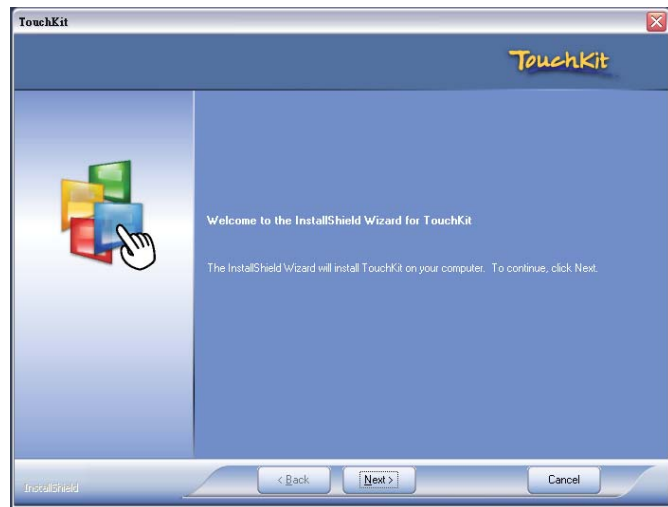 TouchKit
TouchKit
Welcome to the InstallShield Wizard for TouchKit
The InstallShield Wizard will install TouchKit on your computer. To continue, click Next.
InstallShield
< Back
Next >
Cancel